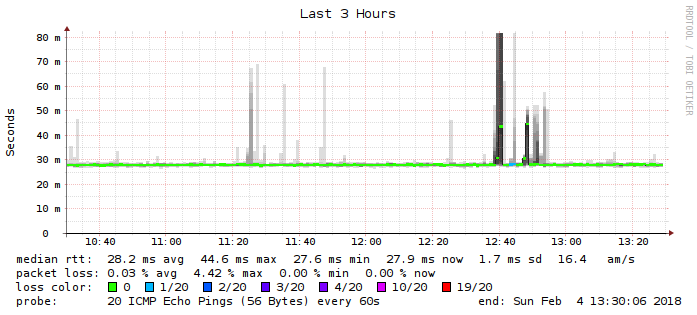 Last 3 Hours
RRDTOOL / TOBI OETIKER
Seconds
80 m
70 m
60 m
50 m
40 m
30 m
20 m
10 m
0
10:40 11:00 11:20 11:40 12:00 12:20 12:40 13:00 13:20
median rtt: 28.2 ms avg 44.6 ms max 27.6 ms min 27.9 ms now 1.7 ms sd 16.4 am/s
packet loss: 0.03 % avg 4.42 % max 0.00 % min 0.00 % now
loss color: 0 1/20 2/20 3/20 4/20 10/20 19/20
probe: 20 ICMP Echo Pings (56 Bytes) every 60s end: Sun Feb 4 13:30:06 2018